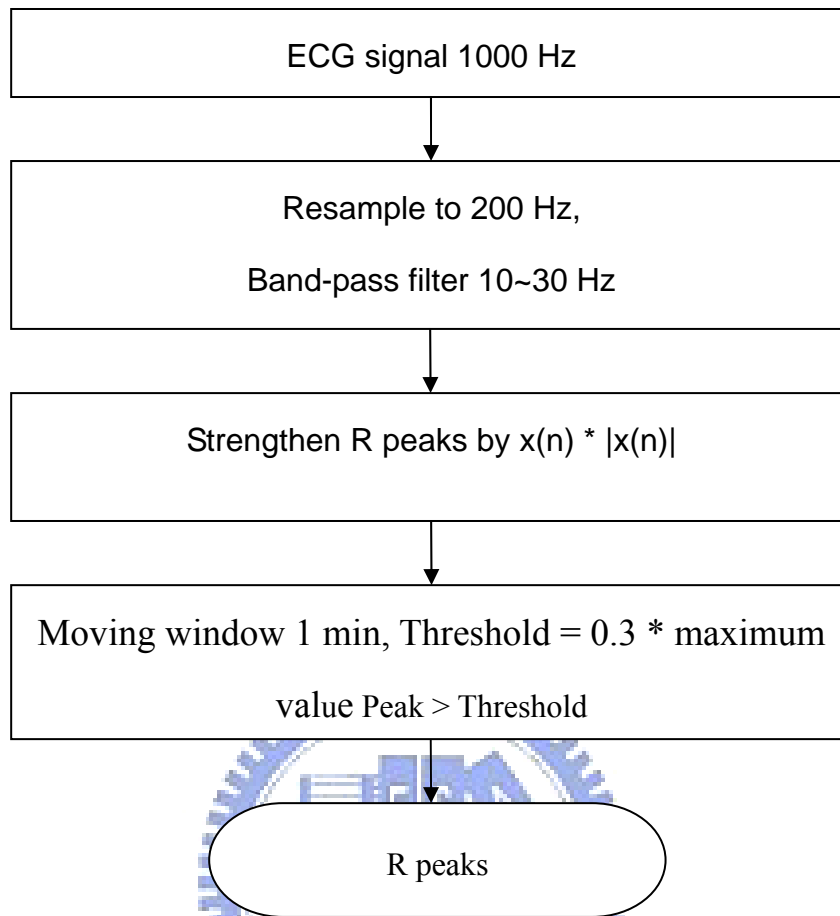 ECG signal 1000 Hz
Resample to 200 Hz,
Band-pass filter 10~30 Hz
Strengthen R peaks by x(n) * |x(n)|
Moving window 1 min, Threshold = 0.3 * maximum
value Peak > Threshold
R peaks